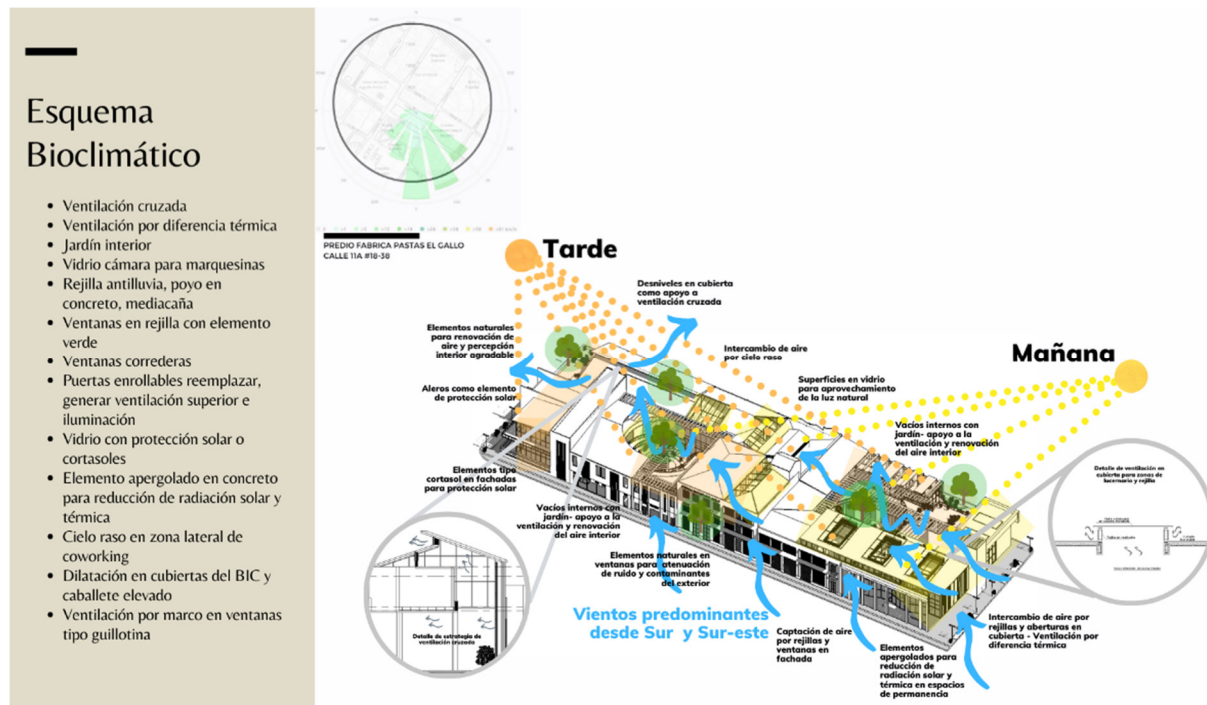 Esquema
Bioclimático
• Ventilación cruzada
• Ventilación por diferencia térmica
• Jardín interior
• Vidrio cámara para marquesinas
• Rejilla antilluvia, poyo en
concreto, mediacaña
• Ventanas en rejilla con elemento
verde
• Ventanas correderas
• Puertas enrollables reemplazar,
generar ventilación superior e
iluminación
• Vidrio con protección solar o
cortasoles
• Elemento apergolado en concreto
para reducción de radiación solar y
térmica
• Cielo raso en zona lateral de
coworking
• Dilatación en cubiertas del BIC y
caballete elevado
• Ventilación por marco en ventanas
tipo guillotina
PREDIO FABRICA PASTAS EL GALLO
CALLE 11A #18-38
Tarde
Desniveles en cubierta
como apoyo a
ventilación cruzada
Elementos naturales
para renovación de
aire y percepción
interior agradable
Intercambio de aire
por cielo raso
Mañana
Aleros como elemento
de protección solar
Superficies en vidrio
para aprovechamiento
de la luz natural
Vacíos internos con
jardín- apoyo a la
ventilación y renovación
del aire interior
Elementos tipo
cortasol en fachadas
para protección solar
Detalle de ventilación en
cubierta para zonas de
lucernario y rejilla
Vacíos internos con
jardín- apoyo a la
ventilación y renovación
del aire interior
Elementos naturales en
ventanas para atenuación
de ruido y contaminantes
del exterior
Vientos predominantes
desde Sur y Sur-este
Captación de aire
por rejillas y
ventanas en
fachada
Elementos
apergolados para
reducción de
radiación solar y
térmica en espacios
de permanencia
Intercambio de aire por
rejillas y aberturas en
cubierta - Ventilación por
diferencia térmica
Detalle de estrategia de
ventilación cruzada